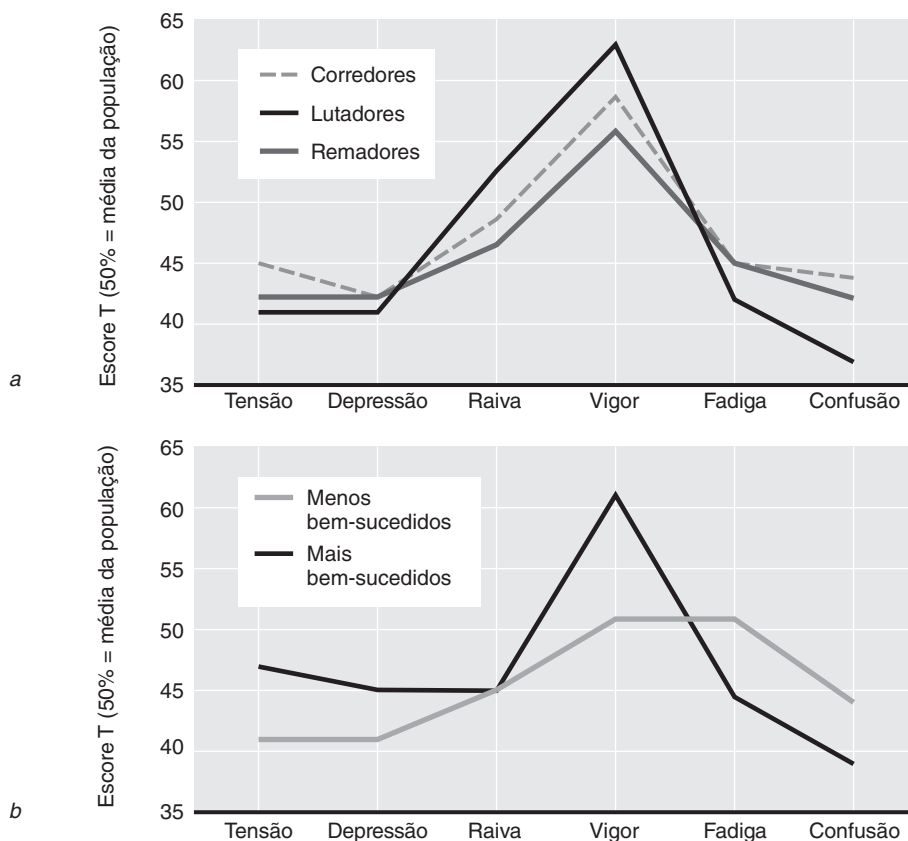 a
Escore T (50% = média da população)
65
60
55
50
45
40
35
Corredores
Lutadores
Remadores
Tensão Depressão Raiva Vigor Fadiga Confusão
b
Escore T (50% = média da população)
65
60
55
50
45
40
35
Menos
bem-sucedidos
Mais
bem-sucedidos
Tensão Depressão Raiva Vigor Fadiga Confusão